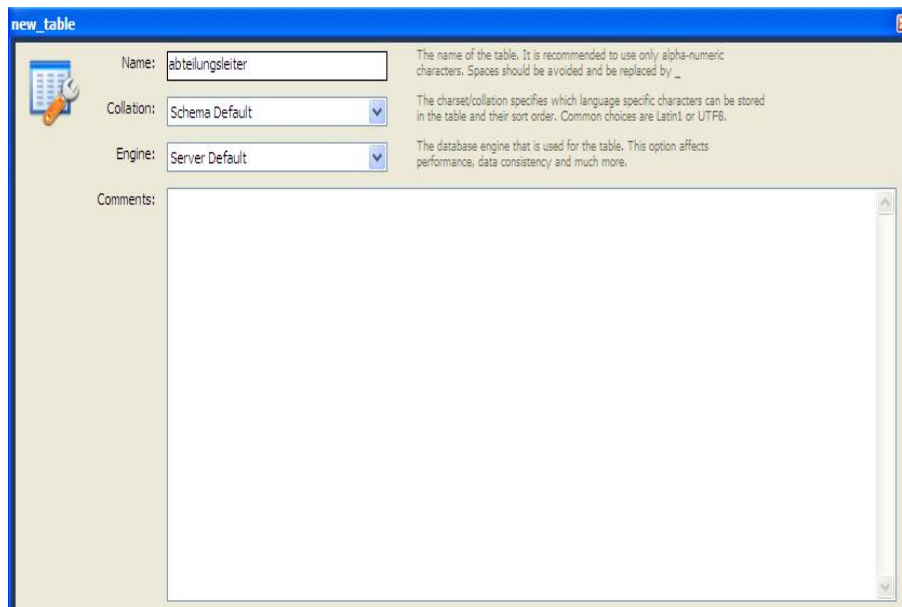 new_table
Name:
abteilungsleiter
The name of the table. It is recommended to use only alpha-numeric
characters. Spaces should be avoided and be replaced by _
Collation:
Schema Default
The charset/collation specifies which language specific characters can be stored
in the table and their sort order. Common choices are Latin1 or UTF8.
Engine:
Server Default
The database engine that is used for the table. This option affects
performance, data consistency and much more.
Comments: